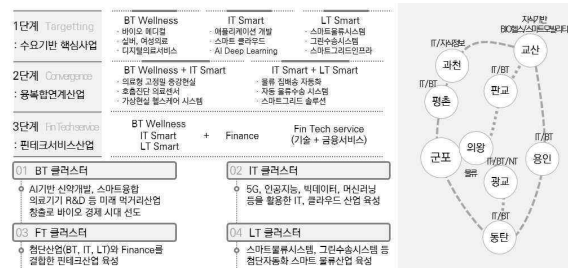 1단계 Targetting
: 수요기반 핵심사업
BT Wellness
· 바이오 메디컬
· 실버, 여성의료
· 디지털의료서비스
IT Smart
· 애플리케이션 개발
· 스마트 클라우드
· AI Deep Learning
LT Smart
· 스마트물류시스템
· 그린수송시스템
· 스마트그리드인프라
2단계 Convergence
: 융복합연계산업
BT Wellness + IT Smart
· 의료형 고정밀 증강현실
· 호흡진단 의료센서
· 가상현실 헬스케어 시스템
IT Smart + LT Smart
· 물류 집배송 자동화
· 자동 물류수송 시스템
· 스마트그리드 솔루션
3단계 FinTechservice
: 핀테크서비스산업
BT Wellness
IT Smart
LT Smart
+ Finance
Fin Tech service
(기술 + 금융서비스)
01 BT 클러스터
AI기반 신약개발, 스마트융합
의료기기 R&D 등 미래 먹거리산업
창출로 바이오 경제 시대 선도
02 IT 클러스터
5G, 인공지능, 빅데이터, 머신러닝
등을 활용한 IT, 클라우드 산업 육성
03 FT 클러스터
첨단산업(BT, IT, LT)와 Finance를
결합한 핀테크산업 육성
04 LT 클러스터
스마트물류시스템, 그린수송시스템 등
첨단자동화 스마트 물류산업 육성
지식기반
BIO헬스/스마트모빌리티
교산
IT/지식정보
과천
IT/BT
판교
IT/BT
평촌
군포
의왕
물류
IT/BT/NT
광교
IT/BT
용인
IT/BT
동탄